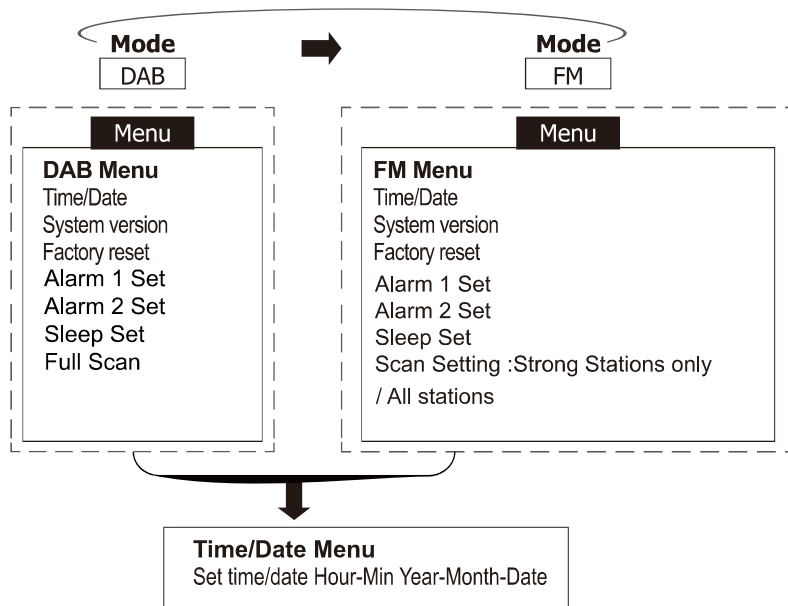 Mode
DAB
Menu
DAB Menu
Time/Date
System version
Factory reset
Alarm 1 Set
Alarm 2 Set
Sleep Set
Full Scan
Mode
FM
Menu
FM Menu
Time/Date
System version
Factory reset
Alarm 1 Set
Alarm 2 Set
Sleep Set
Scan Setting :Strong Stations only
/ All stations
Time/Date Menu
Set time/date Hour-Min Year-Month-Date